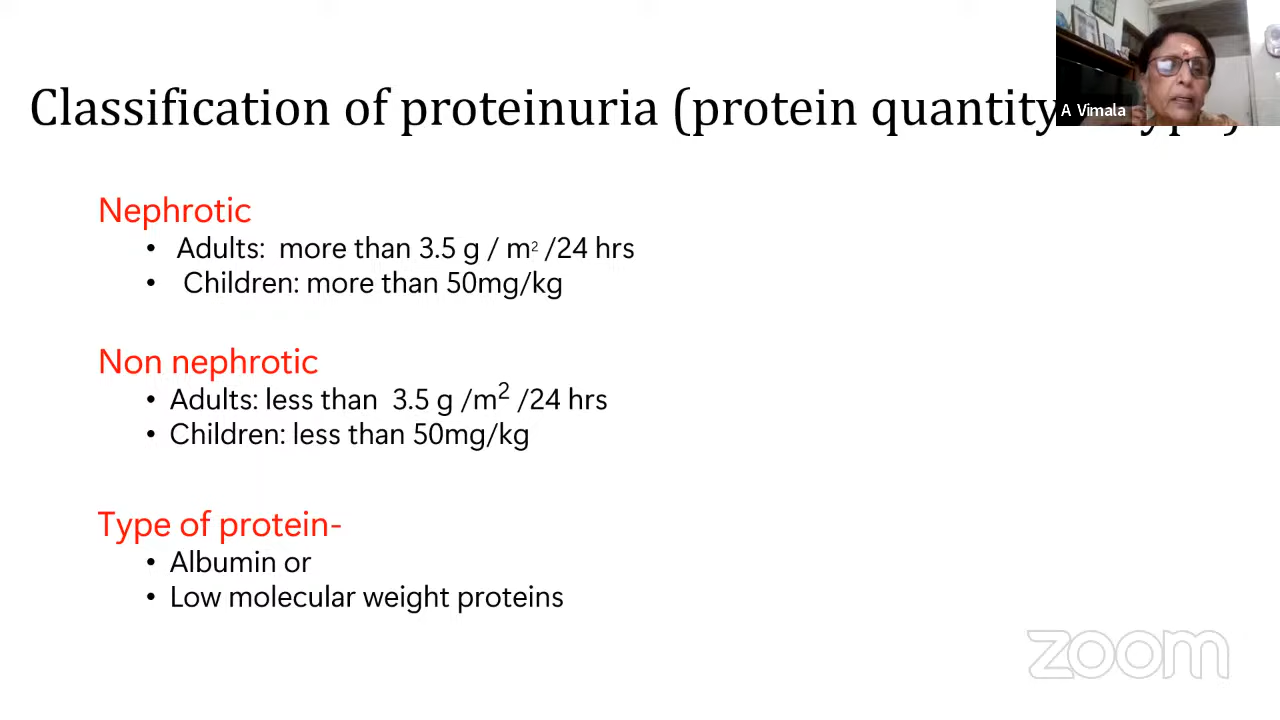 Classification of proteinuria (protein quantity
A Vimala
Nephrotic
• Adults: more than 3.5 g / m² /24 hrs
• Children: more than 50mg/kg
Non nephrotic
• Adults: less than 3.5 g /m² /24 hrs
• Children: less than 50mg/kg
Type of protein-
• Albumin or
• Low molecular weight proteins
zoom